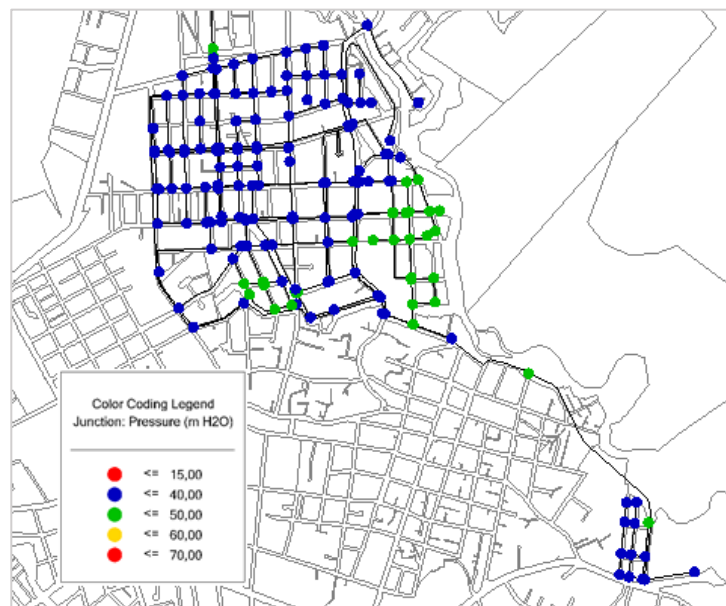 Color Coding Legend
Junction: Pressure (m H2O)
<= 15,00
<= 40,00
<= 50,00
<= 60,00
<= 70,00